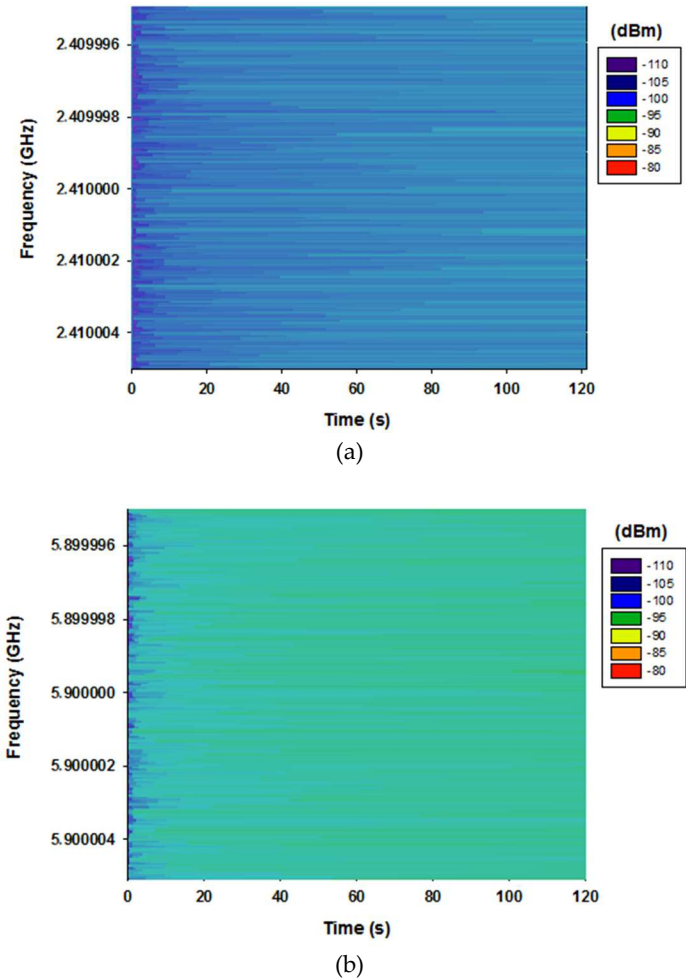 (dBm)
-110
-105
-100
-95
-90
-85
-80
Frequency (GHz)
2.409996
2.409998
2.410000
2.410002
2.410004
0 20 40 60 80 100 120
Time (s)
(a)
(dBm)
-110
-105
-100
-95
-90
-85
-80
Frequency (GHz)
5.899996
5.899998
5.900000
5.900002
5.900004
0 20 40 60 80 100 120
Time (s)
(b)